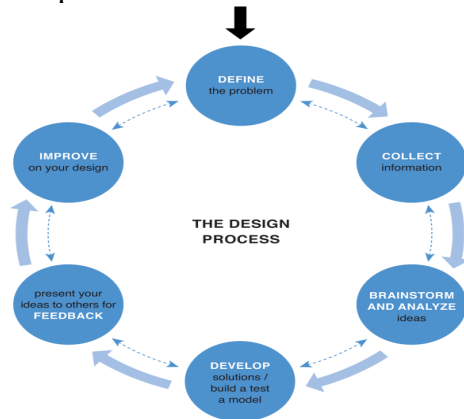 DEFINE
the problem
COLLECT
information
BRAINSTORM
AND ANALYZE
ideas
DEVELOP
solutions /
build a test
a model
present your
ideas to others for
FEEDBACK
IMPROVE
on your design
THE DESIGN
PROCESS